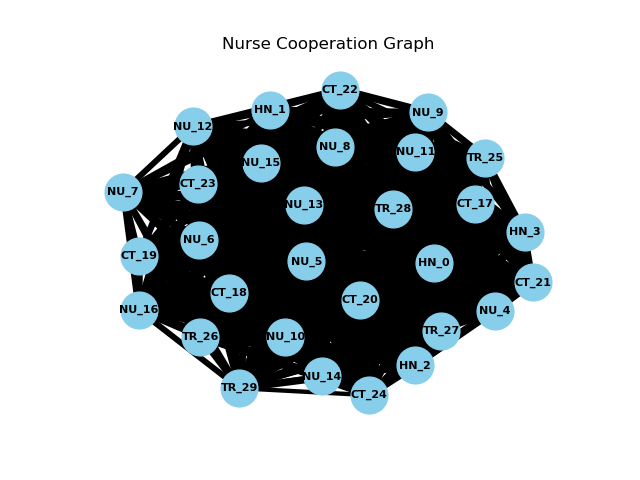 Nurse Cooperation Graph
CT_22
HN_1
NU_9
NU_12
NU_8
NU_11
TR_25
NU_15
CT_23
NU_7
NU_13
CT_17
TR_28
HN_3
NU_6
CT_19
NU_5
HN_0
CT_21
CT_18
CT_20
NU_16
NU_4
TR_27
TR_26
NU_10
HN_2
NU_14
TR_29
CT_24